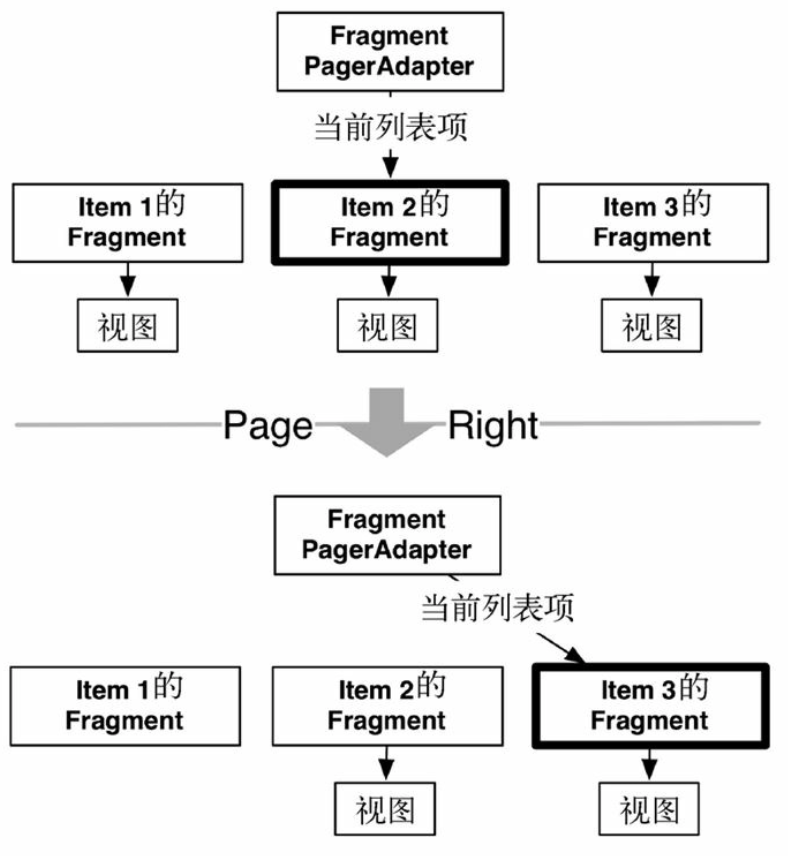 Fragment
PagerAdapter
当前列表项
Item 1的
Fragment
Item 2的
Fragment
Item 3的
Fragment
视图
视图
视图
Page Right
Fragment
PagerAdapter
当前列表项
Item 1的
Fragment
Item 2的
Fragment
Item 3的
Fragment
视图
视图